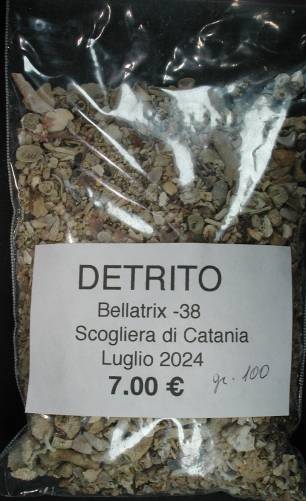 DETRITO
Bellatrix -38
Scogliera di Catania
Luglio 2024
7.00 € gr. 100